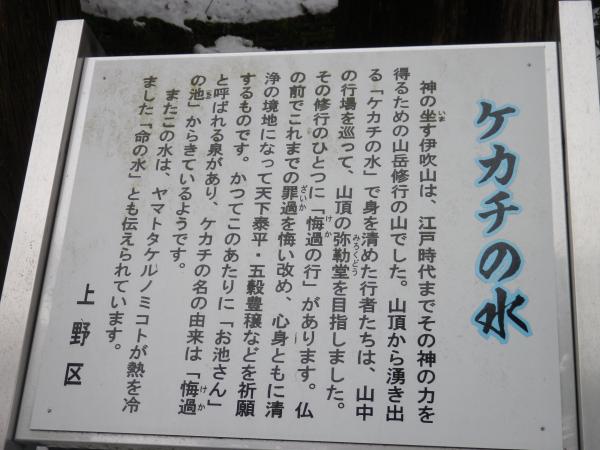 ケカチの水
神の坐す伊吹山は、江戸時代までその神の力を
得るための山岳修行の山でした。山頂から湧き出
る「ケカチの水」で身を清めた行者たちは、山中
の行場を巡って、山頂の弥勒堂を目指しました。
その修行のひとつに「悔過の行」があります。仏
の前でこれまでの罪過を悔い改め、心身ともに清
浄の境地になって天下泰平・五穀豊穣などを祈願
するものです。かつてこのあたりに「お池さん」
と呼ばれる泉があり、ケカチの名の由来は「悔過
の池」からきているようです。
またこの水は、ヤマトタケルノミコトが熱を冷
ました「命の水」とも伝えられています。
上野区